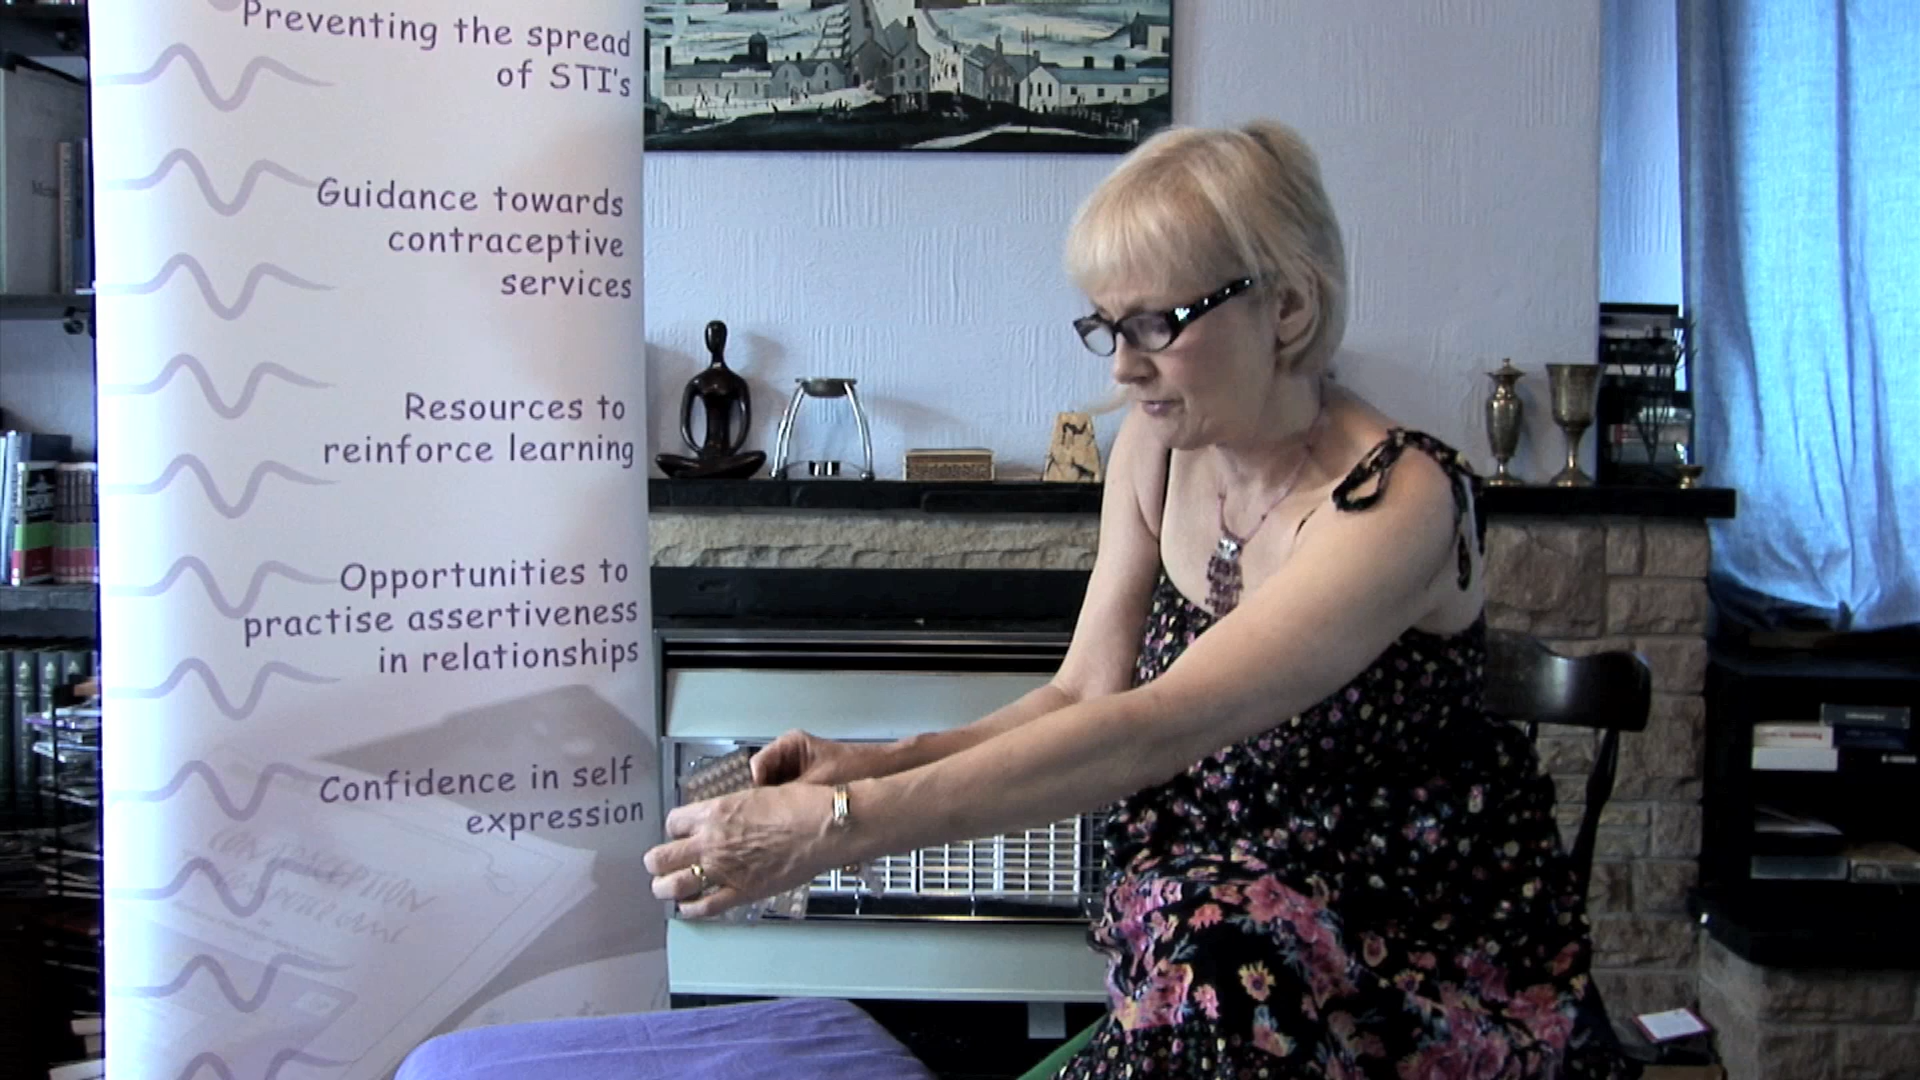 Preventing the spread
of STI's
Guidance towards
contraceptive
services
Resources to
reinforce learning
Opportunities to
practise assertiveness
in relationships
Confidence in self
expression
CONTRACEPTION